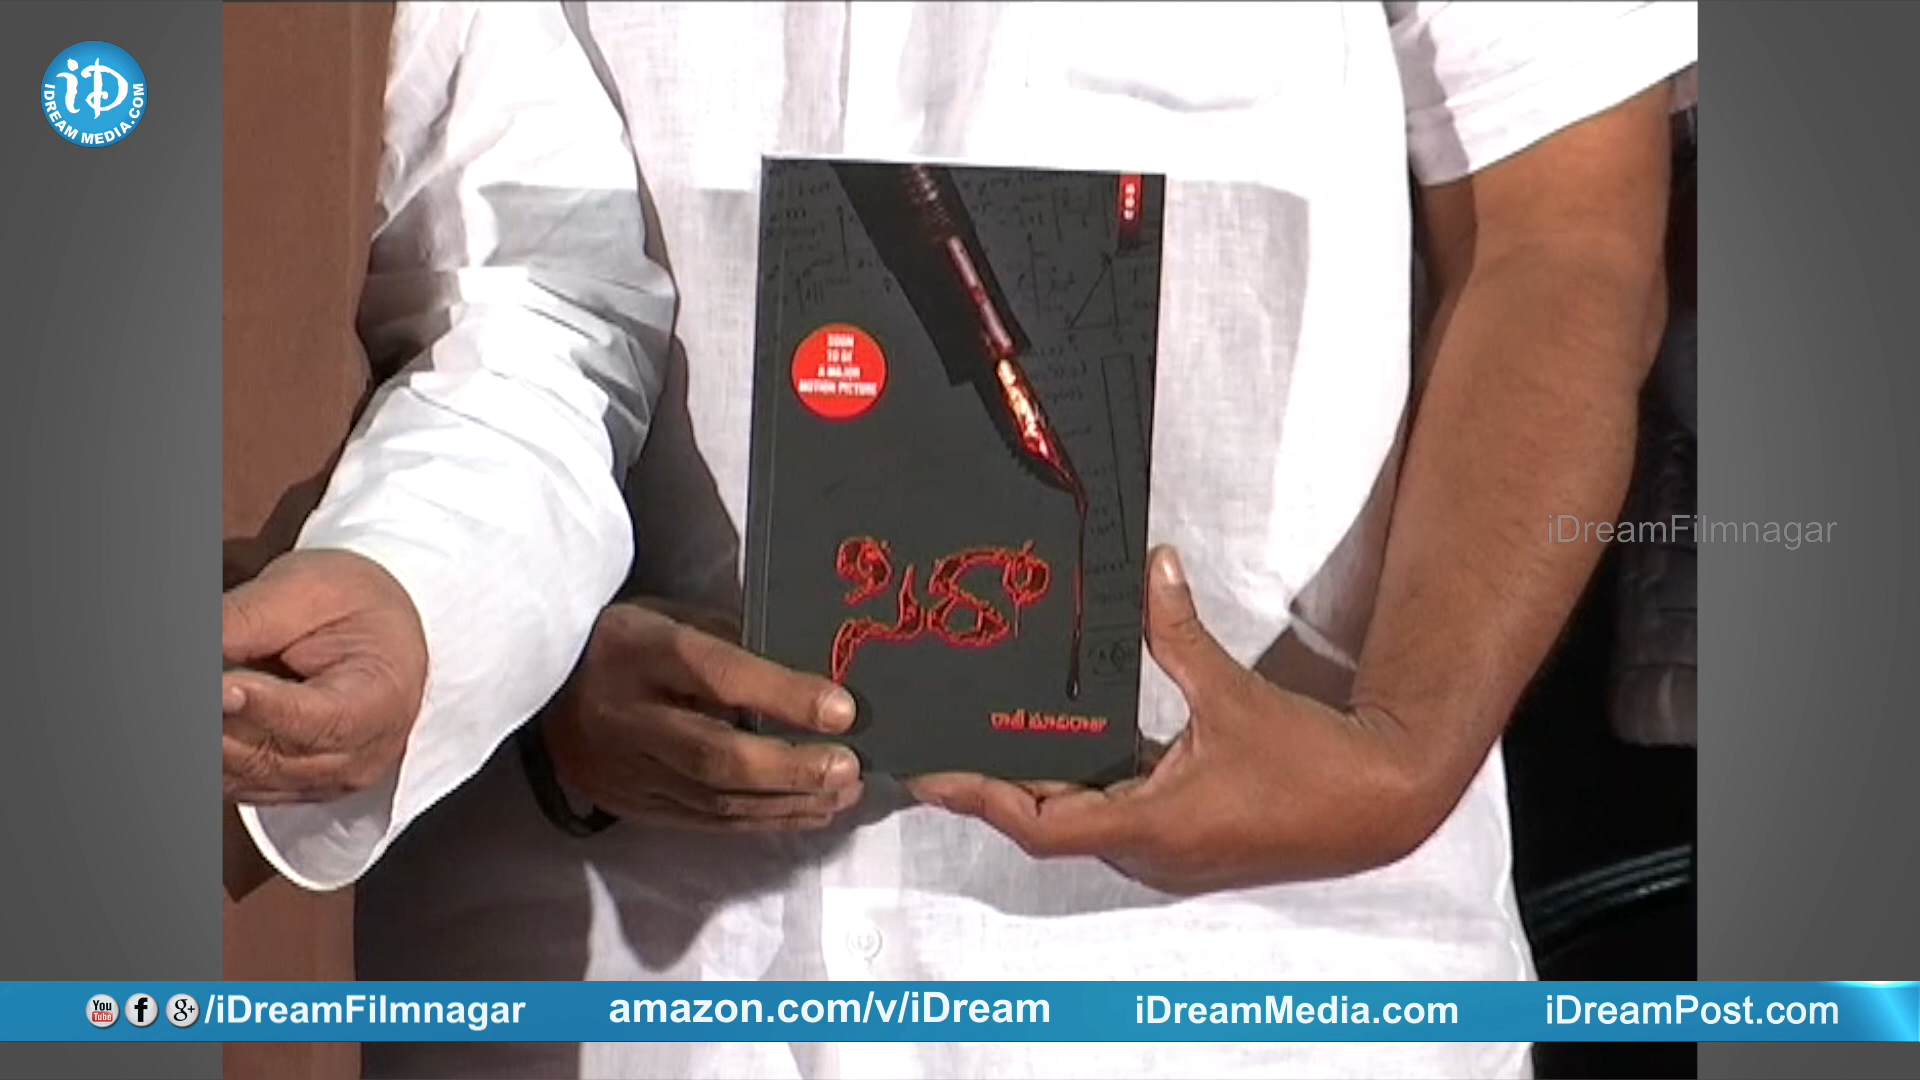 iD
IDREAM MEDIA.COM
SOON
TO BE
A MAJOR
MOTION PICTURE
సిరా
iDreamFilmnagar
You Tube f g+ /iDreamFilmnagar amazon.com/v/iDream iDreamMedia.com iDreamPost.com